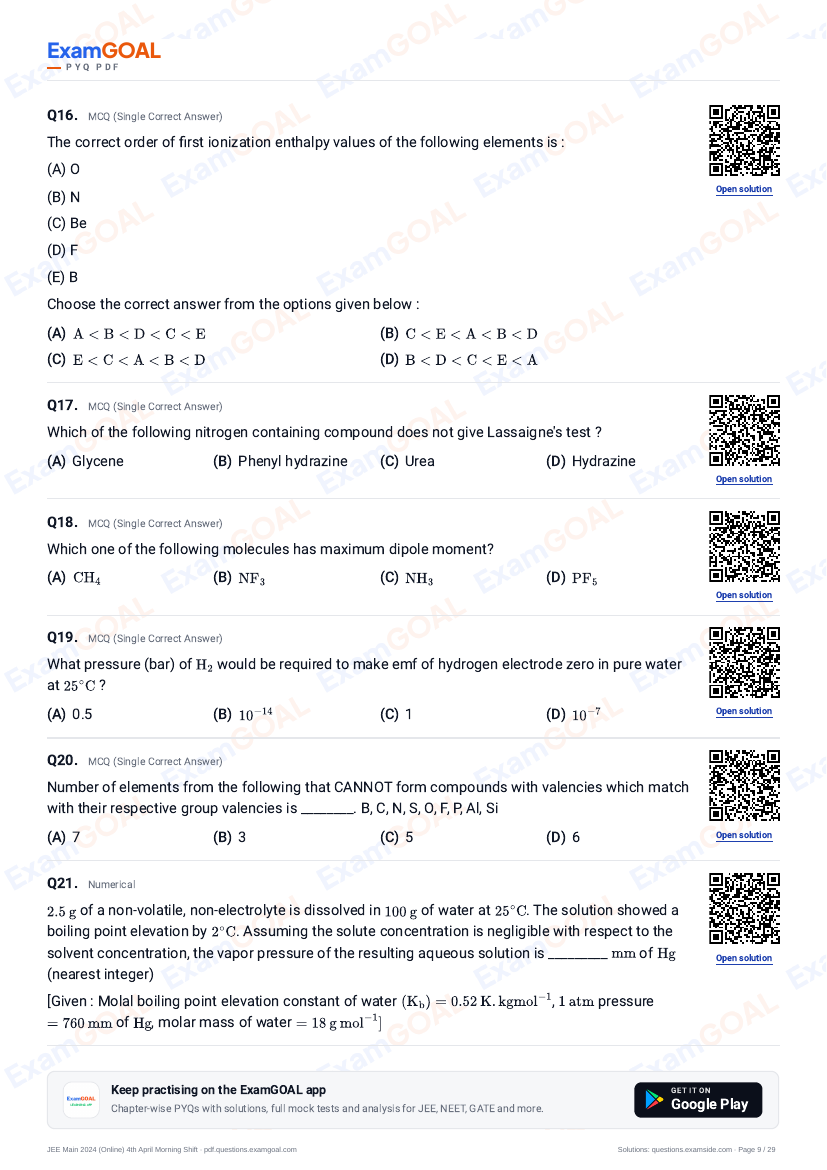 ExamGOAL
PYQ PDF
Q16. MCQ (Single Correct Answer)
The correct order of first ionization enthalpy values of the following elements is :
(A) O
(B) N
(C) Be
(D) F
(E) B
Choose the correct answer from the options given below :
(A) A < B < D < C < E (B) C < E < A < B < D
(C) E < C < A < B < D (D) B < D < C < E < A
Open solution
Q17. MCQ (Single Correct Answer)
Which of the following nitrogen containing compound does not give Lassaigne's test ?
(A) Glycene (B) Phenyl hydrazine (C) Urea (D) Hydrazine
Open solution
Q18. MCQ (Single Correct Answer)
Which one of the following molecules has maximum dipole moment?
(A) CH₄ (B) NF₃ (C) NH₃ (D) PF₅
Open solution
Q19. MCQ (Single Correct Answer)
What pressure (bar) of H₂ would be required to make emf of hydrogen electrode zero in pure water
at 25°C ?
(A) 0.5 (B) 10⁻¹⁴ (C) 1 (D) 10⁻⁷
Open solution
Q20. MCQ (Single Correct Answer)
Number of elements from the following that CANNOT form compounds with valencies which match
with their respective group valencies is ________. B, C, N, S, O, F, P, Al, Si
(A) 7 (B) 3 (C) 5 (D) 6
Open solution
Q21. Numerical
2.5 g of a non-volatile, non-electrolyte is dissolved in 100 g of water at 25°C. The solution showed a
boiling point elevation by 2°C. Assuming the solute concentration is negligible with respect to the
solvent concentration, the vapor pressure of the resulting aqueous solution is _________ mm of Hg
(nearest integer)
[Given : Molal boiling point elevation constant of water (K_b) = 0.52 K. kgmol⁻¹, 1 atm pressure
= 760 mm of Hg, molar mass of water = 18 g mol⁻¹]
Open solution
Keep practising on the ExamGOAL app
Chapter-wise PYQs with solutions, full mock tests and analysis for JEE, NEET, GATE and more.
GET IT ON
Google Play
JEE Main 2024 (Online) 4th April Morning Shift · pdf.questions.examgoal.com
Solutions: questions.examside.com · Page 9 / 29